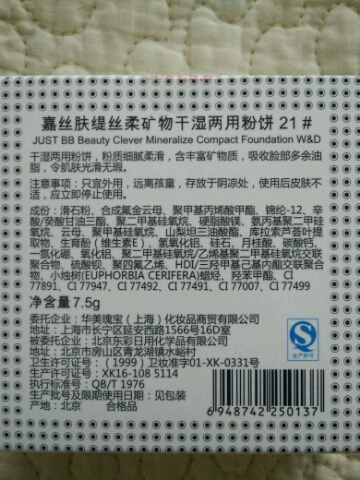 嘉丝肤缇丝柔矿物干湿两用粉饼 21#
JUST BB Beauty Clever Mineralize Compact Foundation W&D
干湿两用粉饼，粉质细腻柔滑，含丰富矿物质，吸收脸部多余油
脂，令肌肤光滑无瑕。
注意事项：只宜外用，远离孩童，存放于阴凉处，使用后皮肤不
适，应立即停止使用。
成份：滑石粉、合成氟金云母、聚甲基丙烯酸甲酯、锦纶-12、辛
酸/癸酸甘油三酯、聚二甲基硅氧烷、硬脂酸镁、氨丙基聚二甲硅
氧烷、云母、聚甲基硅氧烷、山梨坦三油酸酯、库拉索芦荟叶提
取物、生育酚（维生素E）、氢氧化铝、硅石、月桂酸、碳酸钙、
一氮化硼、氧化铝、聚二甲基硅氧烷/乙烯基聚二甲基硅氧烷交联
聚合物、硫酸钡、聚四氟乙烯、HDI/三羟甲基己基内酯交联聚合
物、小烛树(EUPHORBIA CERIFERA)蜡羟、羟苯甲酯、CI
77891、CI 77947、CI 77492、CI 77491、CI 77007、CI 77499
净含量:7.5g
委托企业：华美瑰宝（上海）化妆品商贸有限公司
地址：上海市长宁区延安西路1566号16D室
被委托企业：北京东彩日用化学品有限公司
地址：北京市房山区青龙湖镇水峪村
卫生许可证号：（1999）卫妆准字01-XK-0331号
生产许可证号：XK16-108 5114
执行标准号：QB/T 1976
生产批号及限期使用日期：见包装
产地：北京 合格品
QS
生产许可
6 948742 250137